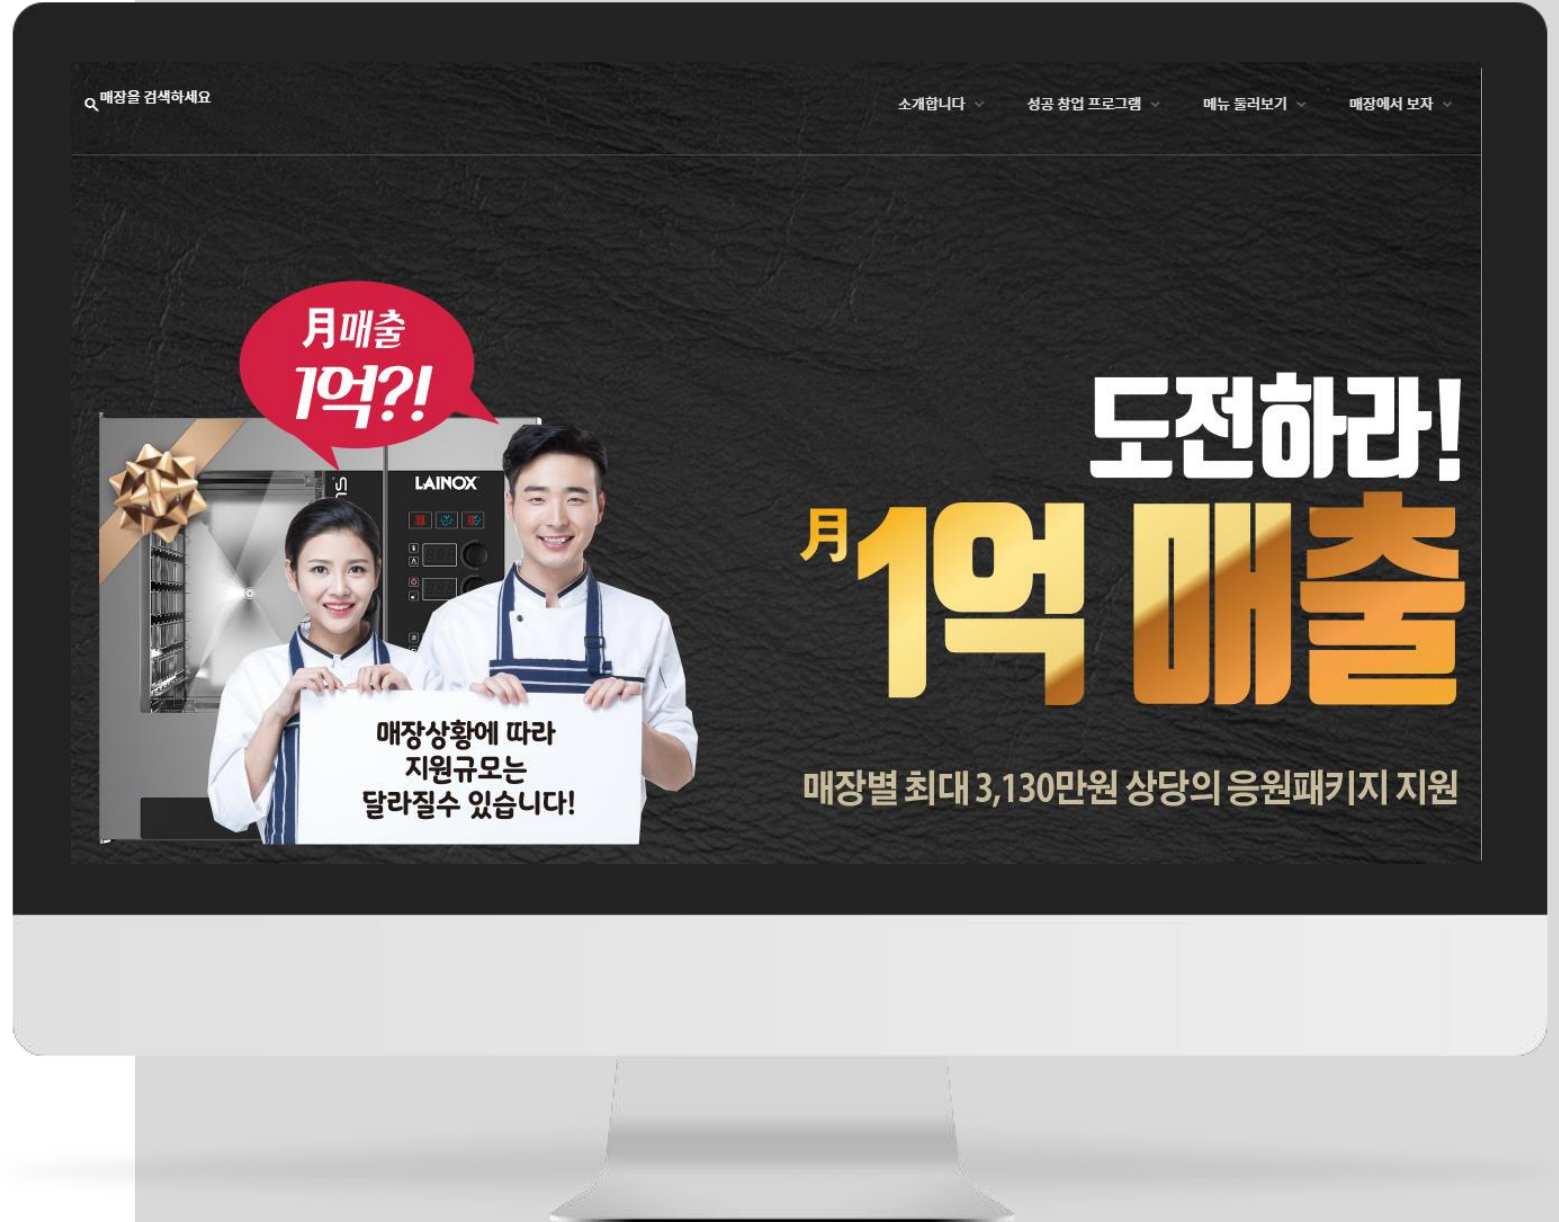 매장을 검색하세요
소개합니다
성공 창업 프로그램
메뉴 둘러보기
매장에서 보자
月매출
1억?!
LAINOX
도전하라!
月1억 매출
매장상황에 따라
지원규모는
달라질수 있습니다!
매장별 최대 3,130만원 상당의 응원패키지 지원